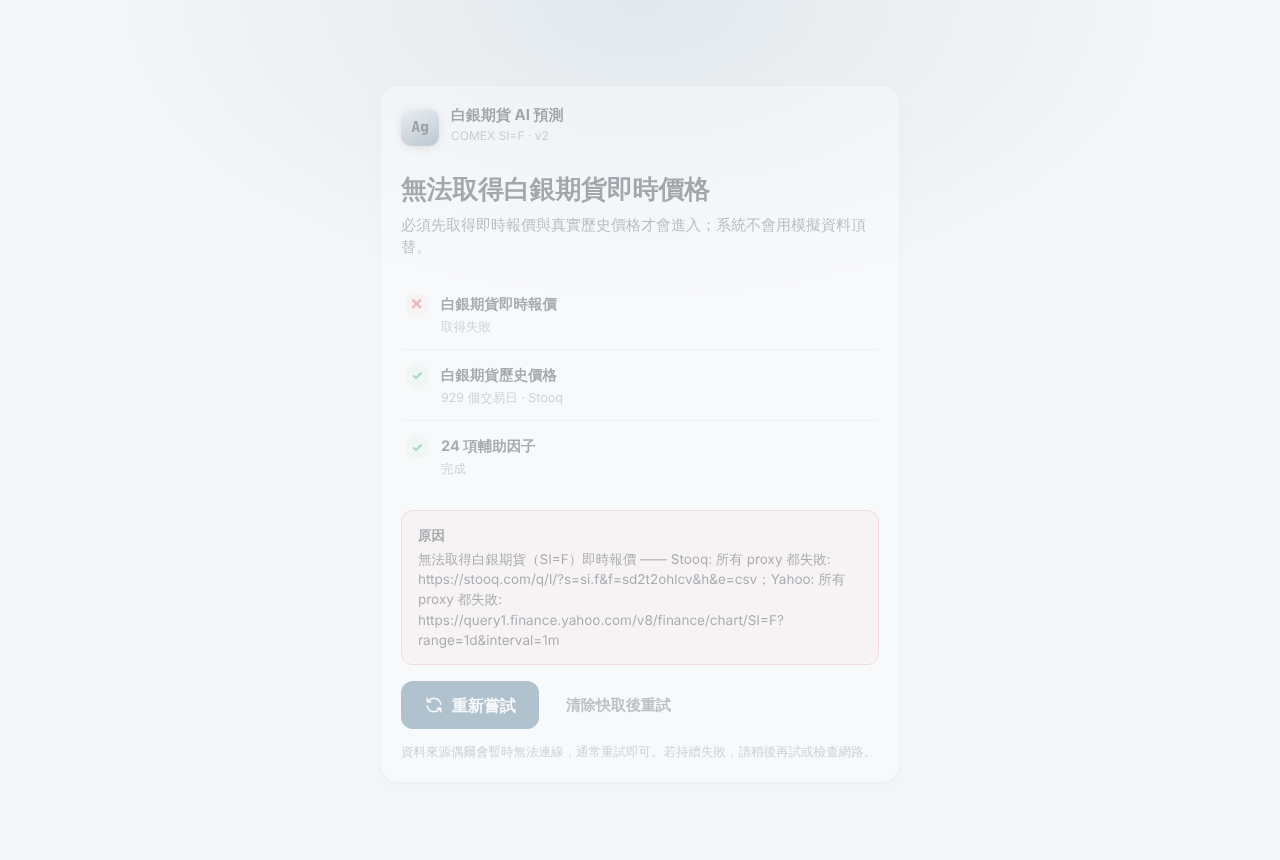 Ag
白銀期貨 AI 預測
COMEX SI=F · v2
無法取得白銀期貨即時價格
必須先取得即時報價與真實歷史價格才會進入；系統不會用模擬資料頂
替。
白銀期貨即時報價
取得失敗
白銀期貨歷史價格
929 個交易日 · Stooq
24 項輔助因子
完成
原因
無法取得白銀期貨（SI=F）即時報價 —— Stooq: 所有 proxy 都失敗:
https://stooq.com/q/l/?s=si.f&f=sd2t2ohlcv&h&e=csv；Yahoo: 所有
proxy 都失敗:
https://query1.finance.yahoo.com/v8/finance/chart/SI=F?
range=1d&interval=1m
重新嘗試
清除快取後重試
資料來源偶爾會暫時無法連線，通常重試即可。若持續失敗，請稍後再試或檢查網路。